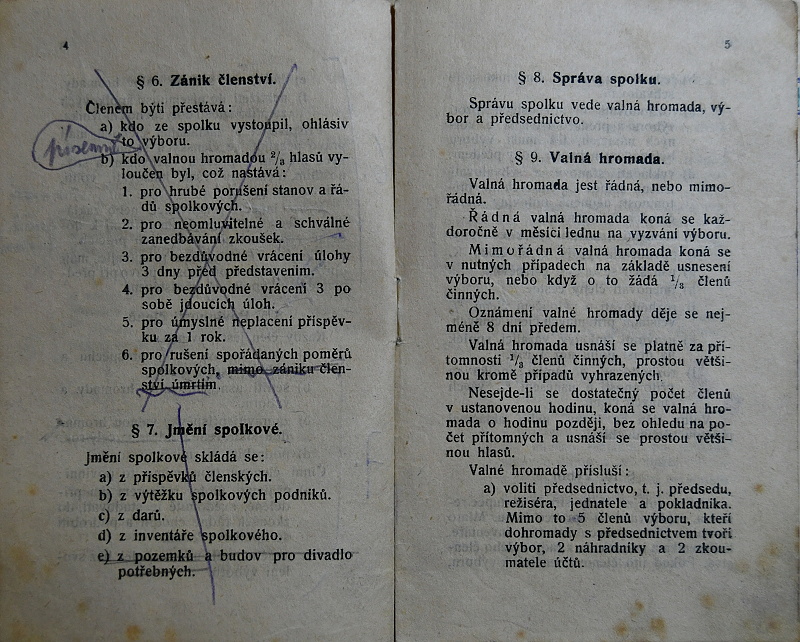 4
§ 6. Zánik členství.
Členem býti přestává:
a) kdo ze spolku vystoupil, ohlásiv
písemně
to výboru.
b) kdo valnou hromadou 2/3 hlasů vy-
loučen byl, což nastává:
1. pro hrubé porušení stanov a řá-
dů spolkových.
2. pro neomluvitelné a schválné
zanedbávání zkoušek.
3. pro bezdůvodné vrácení úlohy
3 dny před představením.
4. pro bezdůvodné vrácení 3 po
sobě jdoucích úloh.
5. pro úmyslné neplacení příspěv-
ku za 1 rok.
6. pro rušení spořádaných poměrů
spolkových, mimo zániku člen-
ství úmrtím.
§ 7. Jmění spolkové.
Jmění spolkové skládá se:
a) z příspěvků členských.
b) z výtěžku spolkových podniků.
c) z darů.
d) z inventáře spolkového.
e) z pozemků a budov pro divadlo
potřebných.
5
§ 8. Správa spolku.
Správu spolku vede valná hromada, vý-
bor a předsednictvo.
§ 9. Valná hromada.
Valná hromada jest řádná, nebo mimo-
řádná.
Řádná valná hromada koná se kaž-
doročně v měsíci lednu na vyzvání výboru.
Mimořádná valná hromada koná se
v nutných případech na základě usnesení
výboru, nebo když o to žádá 1/3 členů
činných.
Oznámení valné hromady děje se nej-
méně 8 dní předem.
Valná hromada usnáší se platně za pří-
tomnosti 1/3 členů činných, prostou větši-
nou kromě případů vyhrazených.
Nesejde-li se dostatečný počet členů
v ustanovenou hodinu, koná se valná hro-
mada o hodinu později, bez ohledu na po-
čet přítomných a usnáší se prostou větši-
nou hlasů.
Valné hromadě přísluší:
a) voliti předsednictvo, t. j. předsedu,
režiséra, jednatele a pokladníka.
Mimo to 5 členů výboru, kteří
dohromady s předsednictvem tvoří
výbor, 2 náhradníky a 2 zkou-
matele účtů.